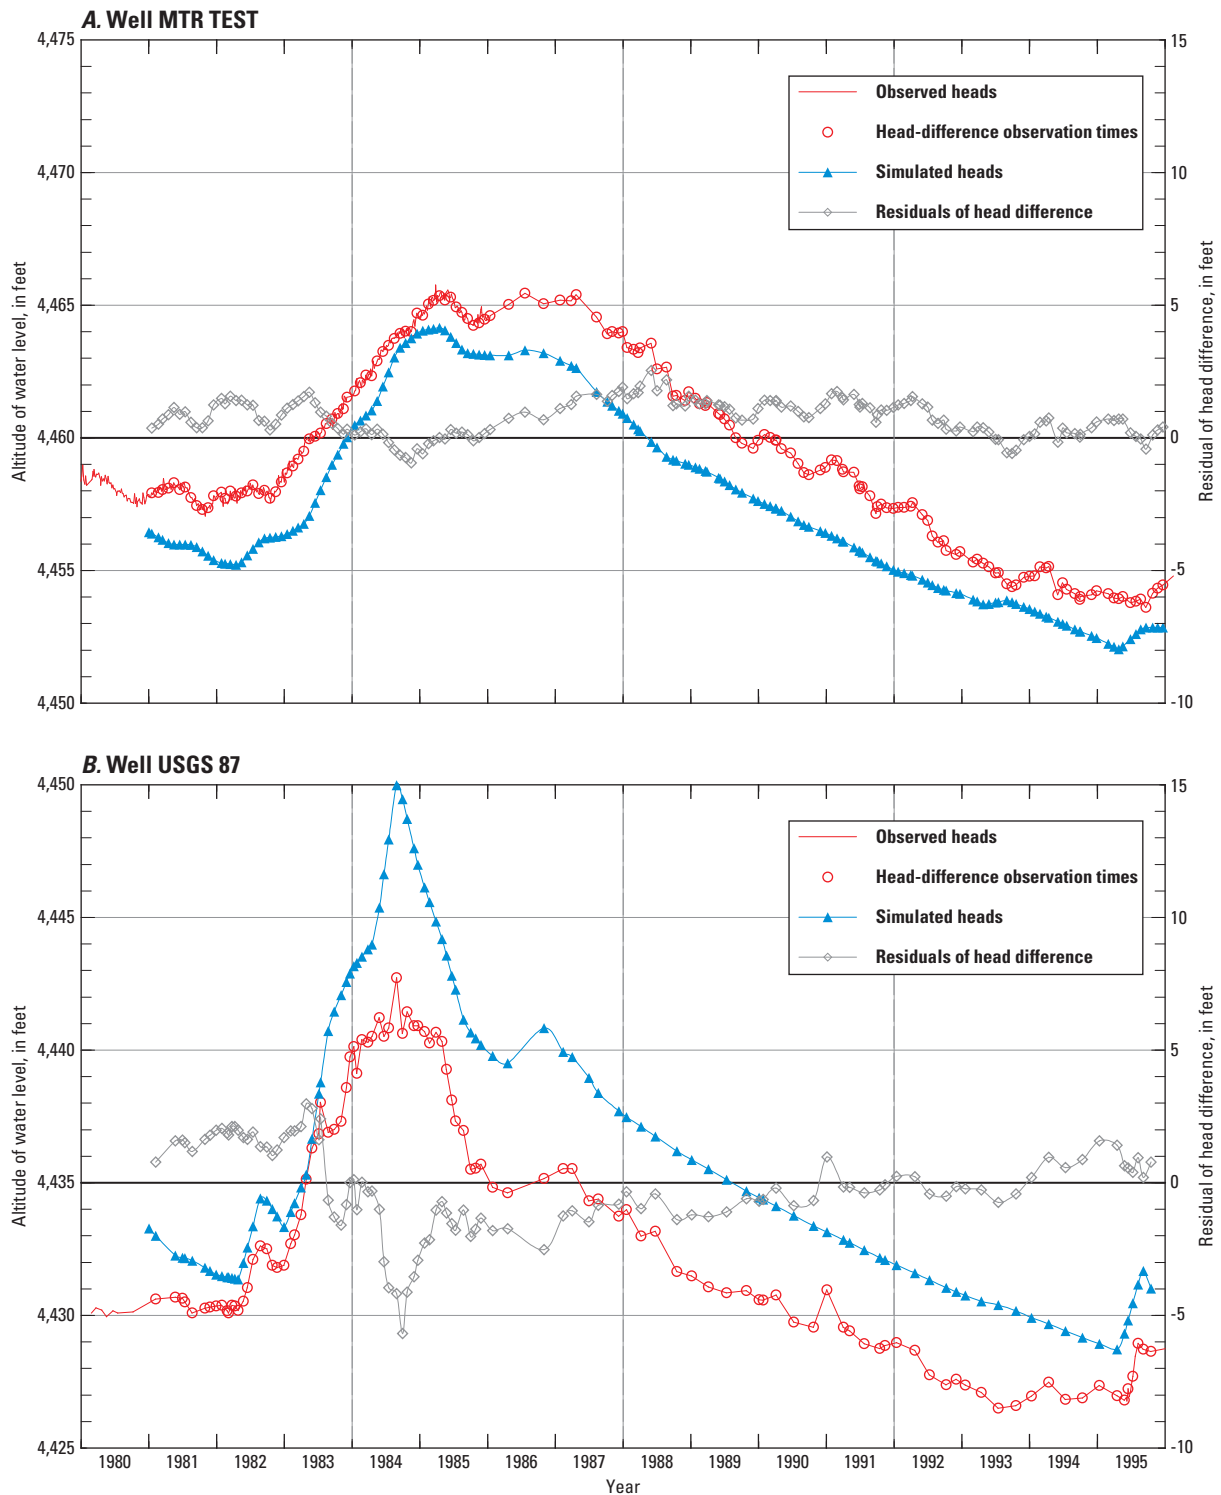 A. Well MTR TEST
4,475
4,470
4,465
4,460
4,455
4,450
Altitude of water level, in feet
15
10
5
0
-5
-10
Residual of head difference, in feet
Observed heads
Head-difference observation times
Simulated heads
Residuals of head difference
B. Well USGS 87
4,450
4,445
4,440
4,435
4,430
4,425
Altitude of water level, in feet
15
10
5
0
-5
-10
Residual of head difference, in feet
Observed heads
Head-difference observation times
Simulated heads
Residuals of head difference
1980 1981 1982 1983 1984 1985 1986 1987 1988 1989 1990 1991 1992 1993 1994 1995
Year